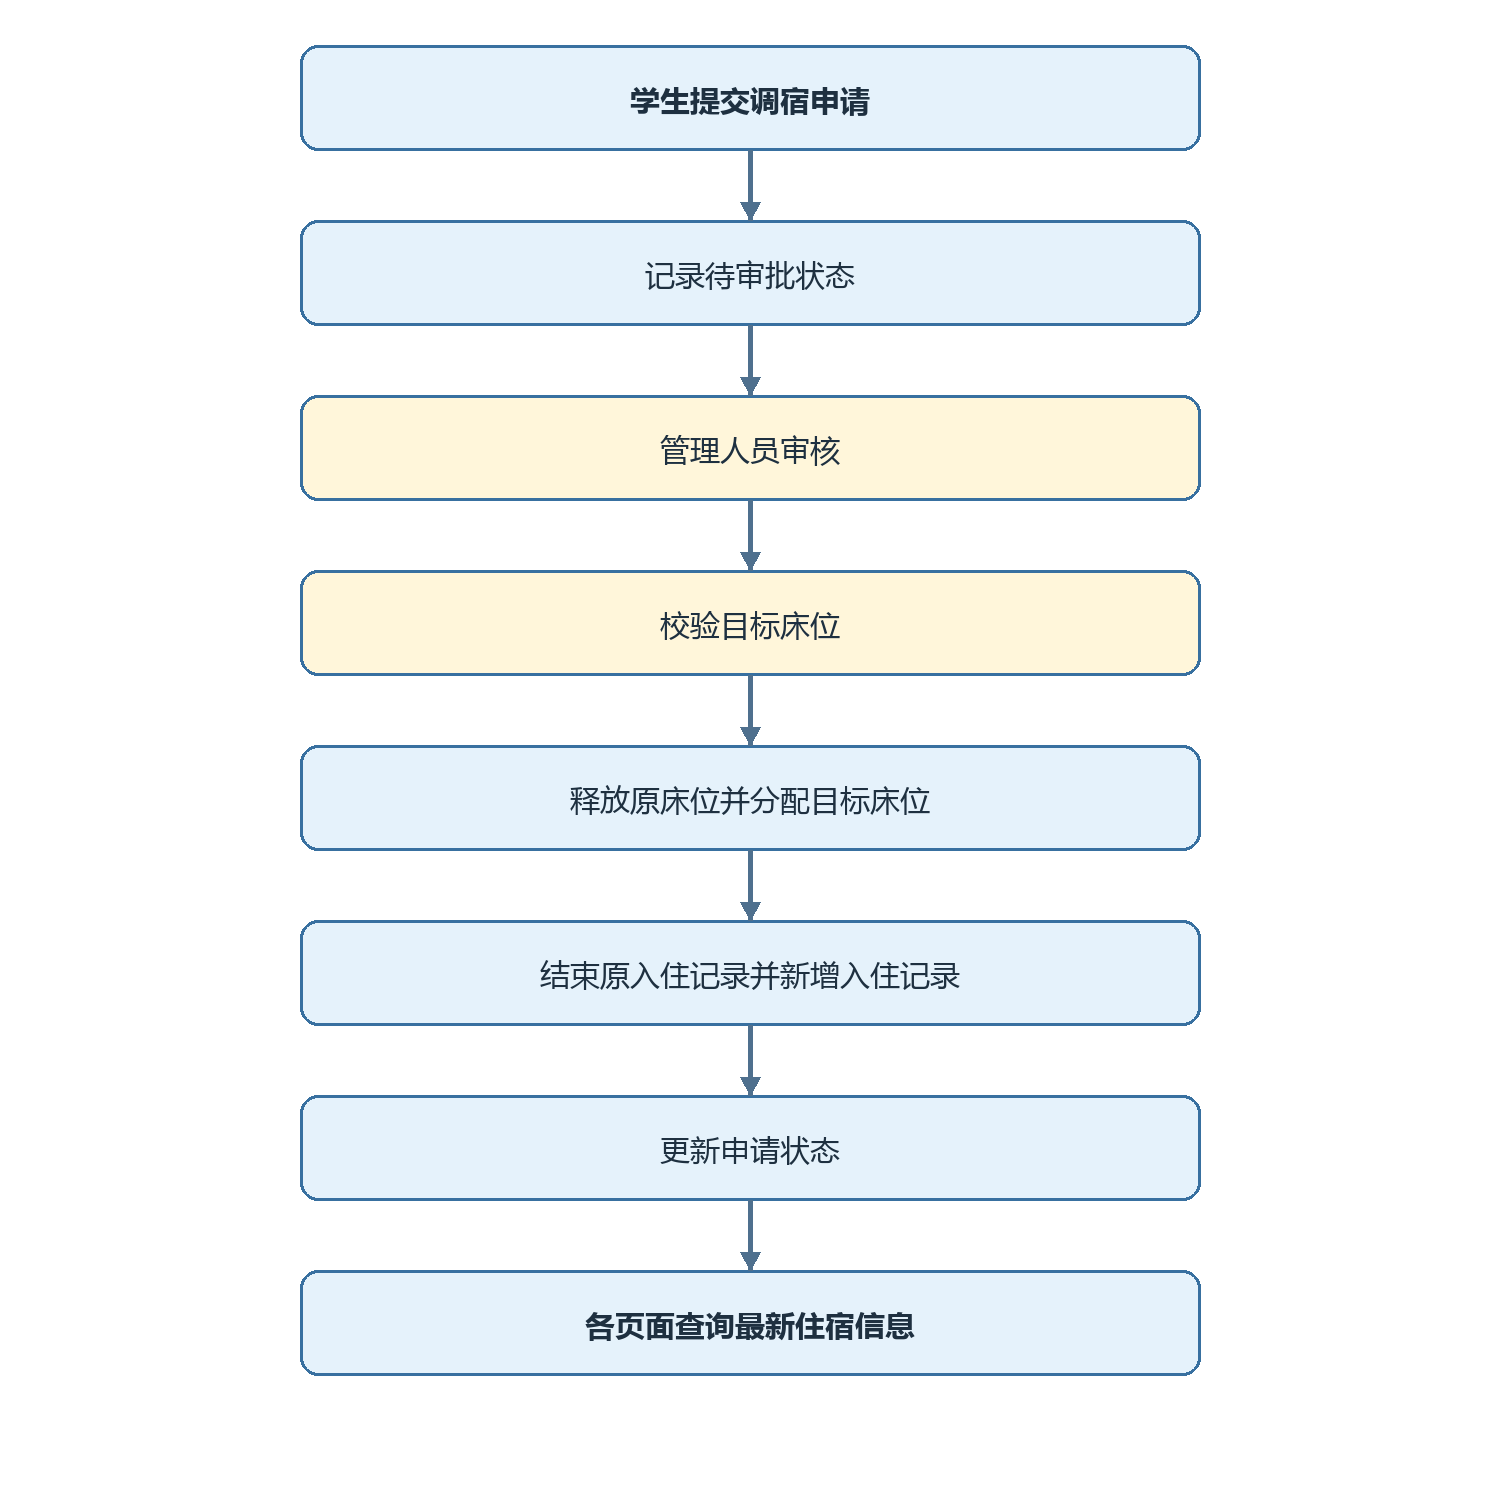 学生提交调宿申请
记录待审批状态
管理人员审核
校验目标床位
释放原床位并分配目标床位
结束原入住记录并新增入住记录
更新申请状态
各页面查询最新住宿信息